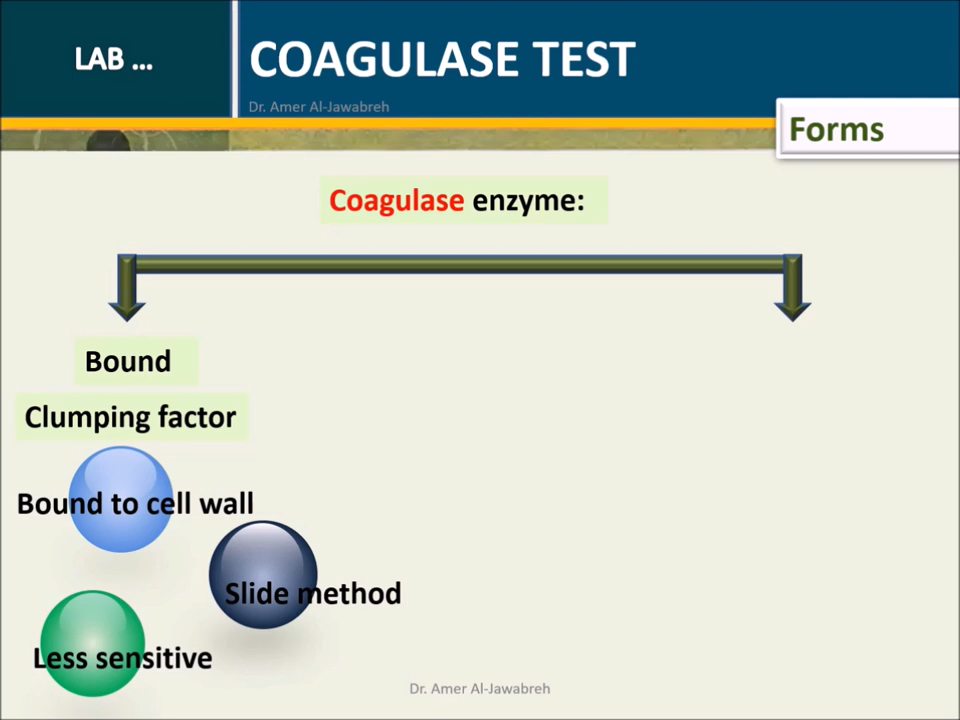 LAB ...
COAGULASE TEST
Dr. Amer Al-Jawabreh
Forms
Coagulase enzyme:
Bound
Clumping factor
Bound to cell wall
Slide method
Less sensitive
Dr. Amer Al-Jawabreh